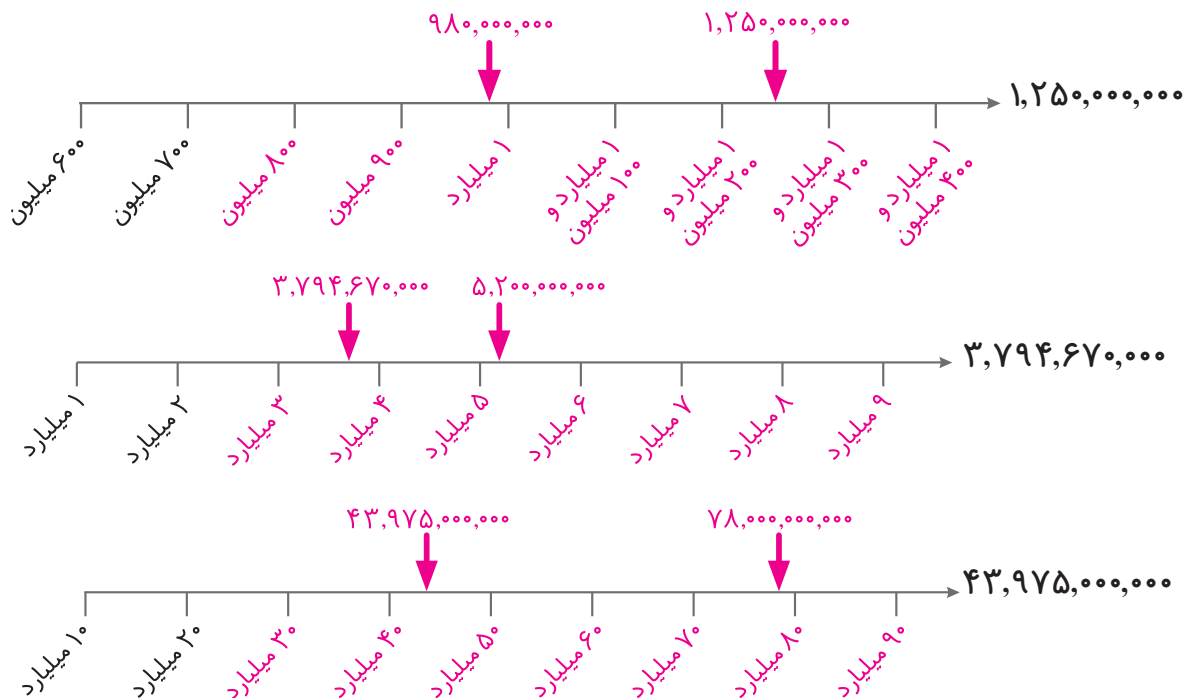 ۹۸۰,۰۰۰,۰۰۰ ۱,۲۵۰,۰۰۰,۰۰۰
۱,۲۵۰,۰۰۰,۰۰۰
۶۰۰ میلیون
۷۰۰ میلیون
۸۰۰ میلیون
۹۰۰ میلیون
۱ میلیارد
۱ میلیارد و
۱۰۰ میلیون
۱ میلیارد و
۲۰۰ میلیون
۱ میلیارد و
۳۰۰ میلیون
۱ میلیارد و
۴۰۰ میلیون
۳,۷۹۴,۶۷۰,۰۰۰ ۵,۲۰۰,۰۰۰,۰۰۰
۳,۷۹۴,۶۷۰,۰۰۰
۱ میلیارد
۲ میلیارد
۳ میلیارد
۴ میلیارد
۵ میلیارد
۶ میلیارد
۷ میلیارد
۸ میلیارد
۹ میلیارد
۴۳,۹۷۵,۰۰۰,۰۰۰ ۷۸,۰۰۰,۰۰۰,۰۰۰
۴۳,۹۷۵,۰۰۰,۰۰۰
۱۰ میلیارد
۲۰ میلیارد
۳۰ میلیارد
۴۰ میلیارد
۵۰ میلیارد
۶۰ میلیارد
۷۰ میلیارد
۸۰ میلیارد
۹۰ میلیارد